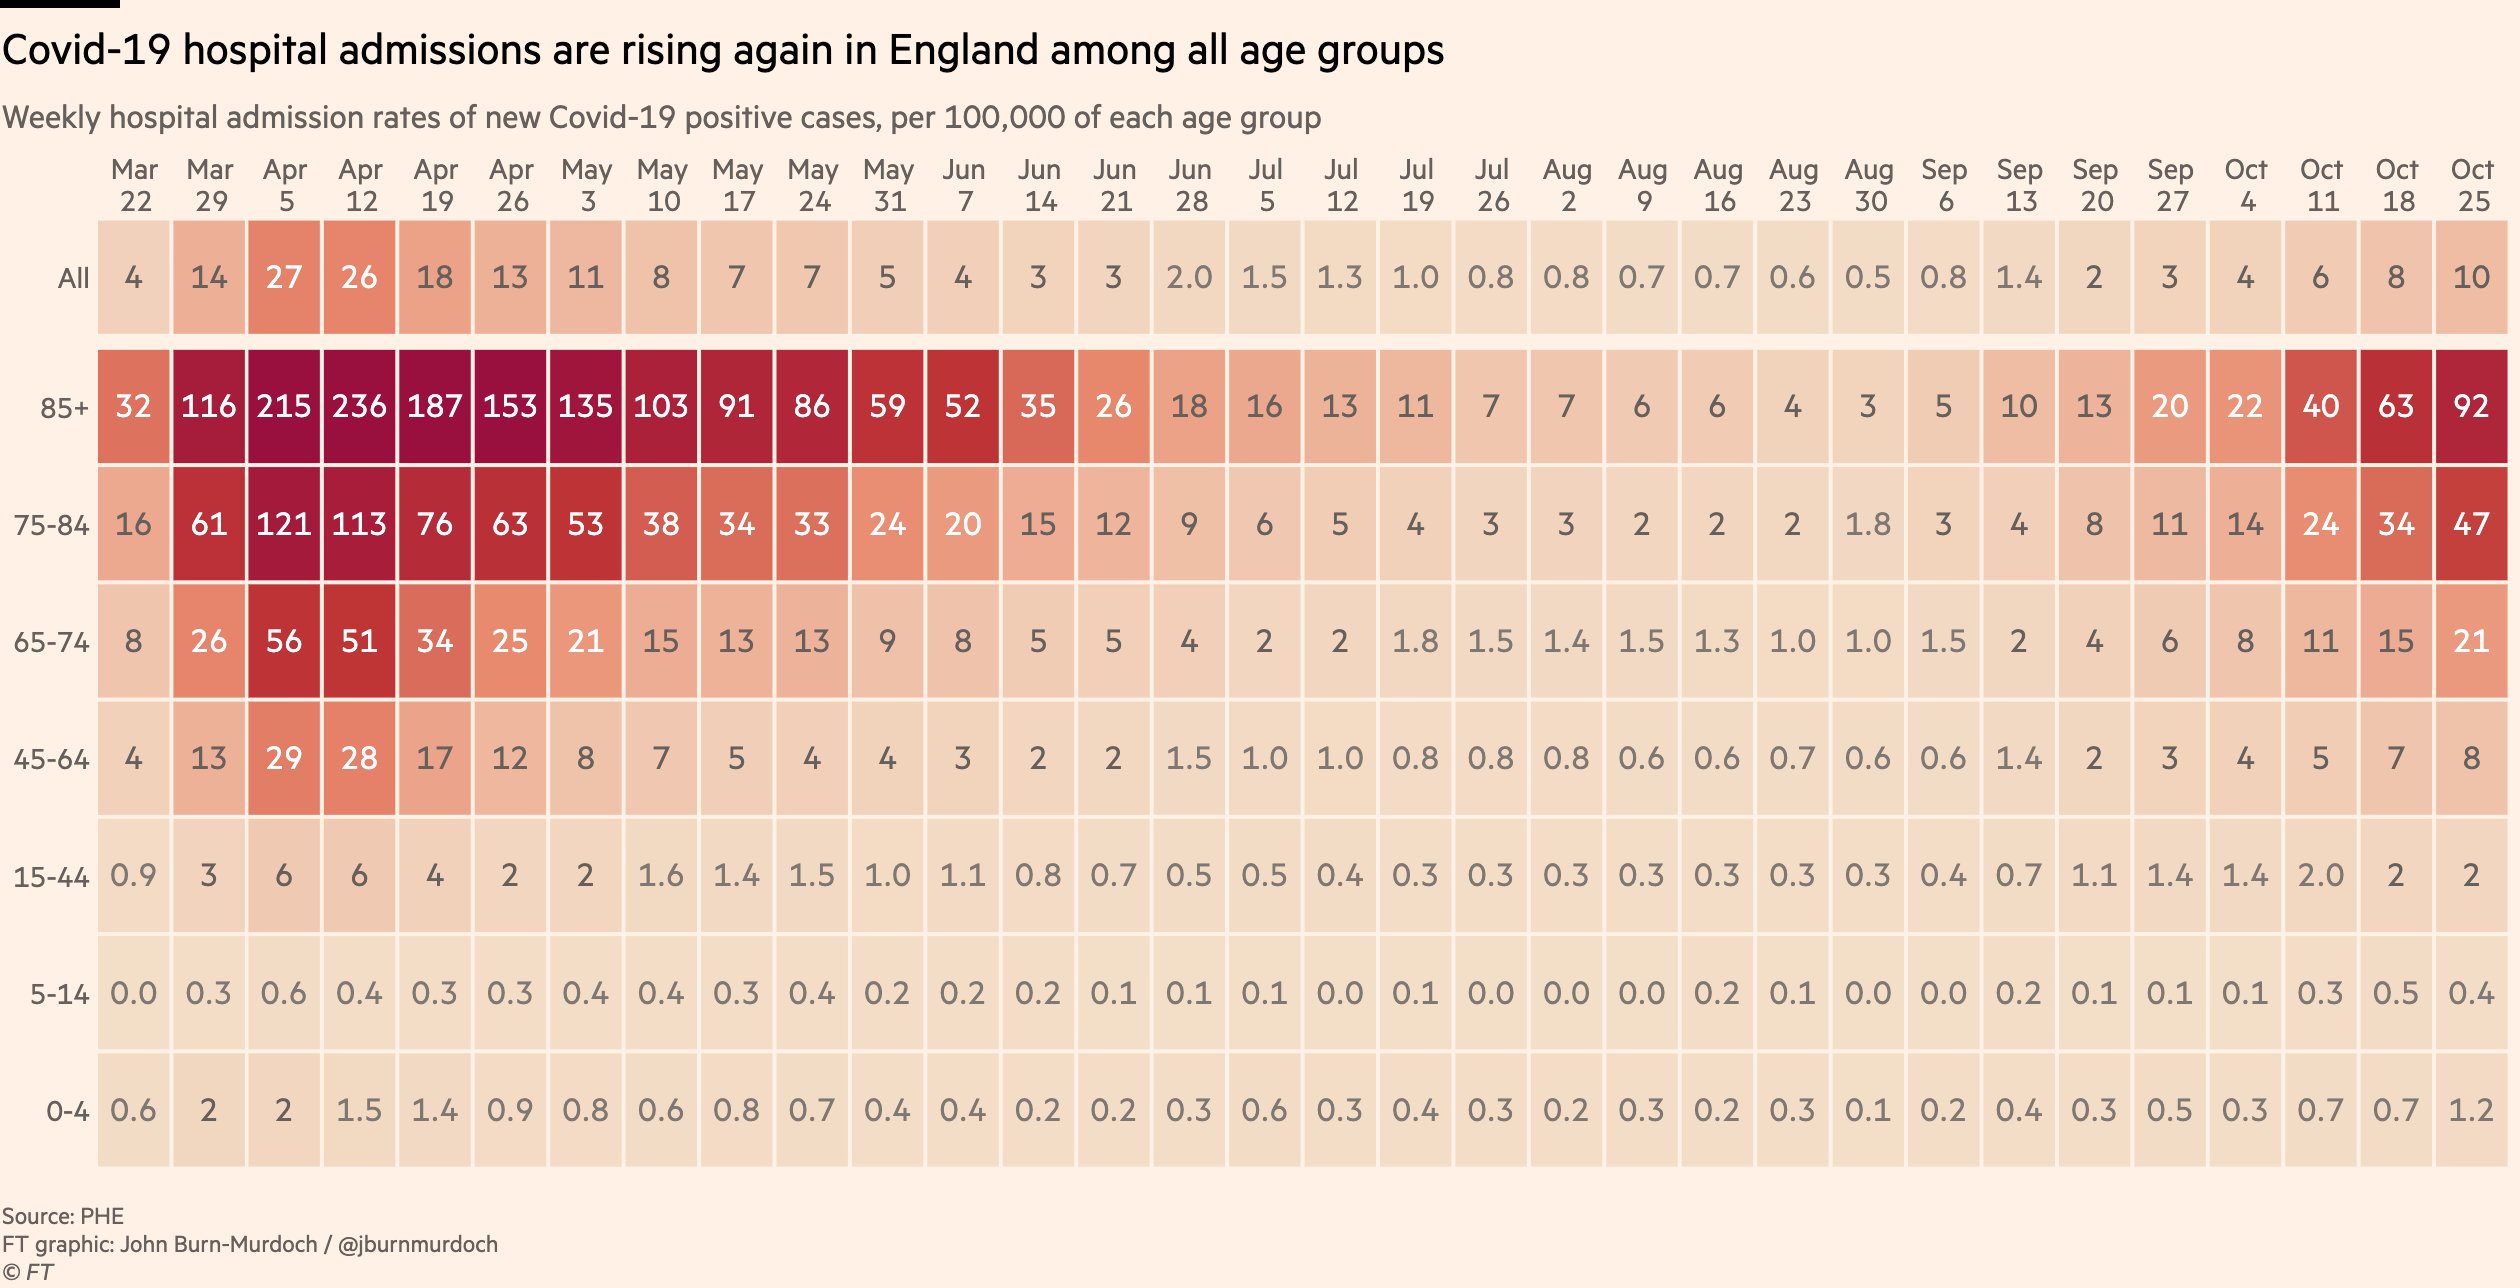 Covid-19 hospital admissions are rising again in England among all age groups
Weekly hospital admission rates of new Covid-19 positive cases, per 100,000 of each age group
Mar Mar Apr Apr Apr Apr May May May May May Jun Jun Jun Jun Jul Jul Jul Jul Aug Aug Aug Aug Aug Sep Sep Sep Sep Oct Oct Oct Oct
22 29 5 12 19 26 3 10 17 24 31 7 14 21 28 5 12 19 26 2 9 16 23 30 6 13 20 27 4 11 18 25
All 4 14 27 26 18 13 11 8 7 7 5 4 3 3 2.0 1.5 1.3 1.0 0.8 0.8 0.7 0.7 0.6 0.5 0.8 1.4 2 3 4 6 8 10
85+ 32 116 215 236 187 153 135 103 91 86 59 52 35 26 18 16 13 11 7 7 6 6 4 3 5 10 13 20 22 40 63 92
75-84 16 61 121 113 76 63 53 38 34 33 24 20 15 12 9 6 5 4 3 3 2 2 2 1.8 3 4 8 11 14 24 34 47
65-74 8 26 56 51 34 25 21 15 13 13 9 8 5 5 4 2 2 1.8 1.5 1.4 1.5 1.3 1.0 1.0 1.5 2 4 6 8 11 15 21
45-64 4 13 29 28 17 12 8 7 5 4 4 3 2 2 1.5 1.0 1.0 0.8 0.8 0.8 0.6 0.6 0.7 0.6 0.6 1.4 2 3 4 5 7 8
15-44 0.9 3 6 6 4 2 2 1.6 1.4 1.5 1.0 1.1 0.8 0.7 0.5 0.5 0.4 0.3 0.3 0.3 0.3 0.3 0.3 0.3 0.4 0.7 1.1 1.4 1.4 2.0 2 2
5-14 0.0 0.3 0.6 0.4 0.3 0.3 0.4 0.4 0.3 0.4 0.2 0.2 0.2 0.1 0.1 0.1 0.0 0.1 0.0 0.0 0.0 0.2 0.1 0.0 0.0 0.2 0.1 0.1 0.1 0.3 0.5 0.4
0-4 0.6 2 2 1.5 1.4 0.9 0.8 0.6 0.8 0.7 0.4 0.4 0.2 0.2 0.3 0.6 0.3 0.4 0.3 0.2 0.3 0.2 0.3 0.1 0.2 0.4 0.3 0.5 0.3 0.7 0.7 1.2
Source: PHE
FT graphic: John Burn-Murdoch / @jburnmurdoch
© FT